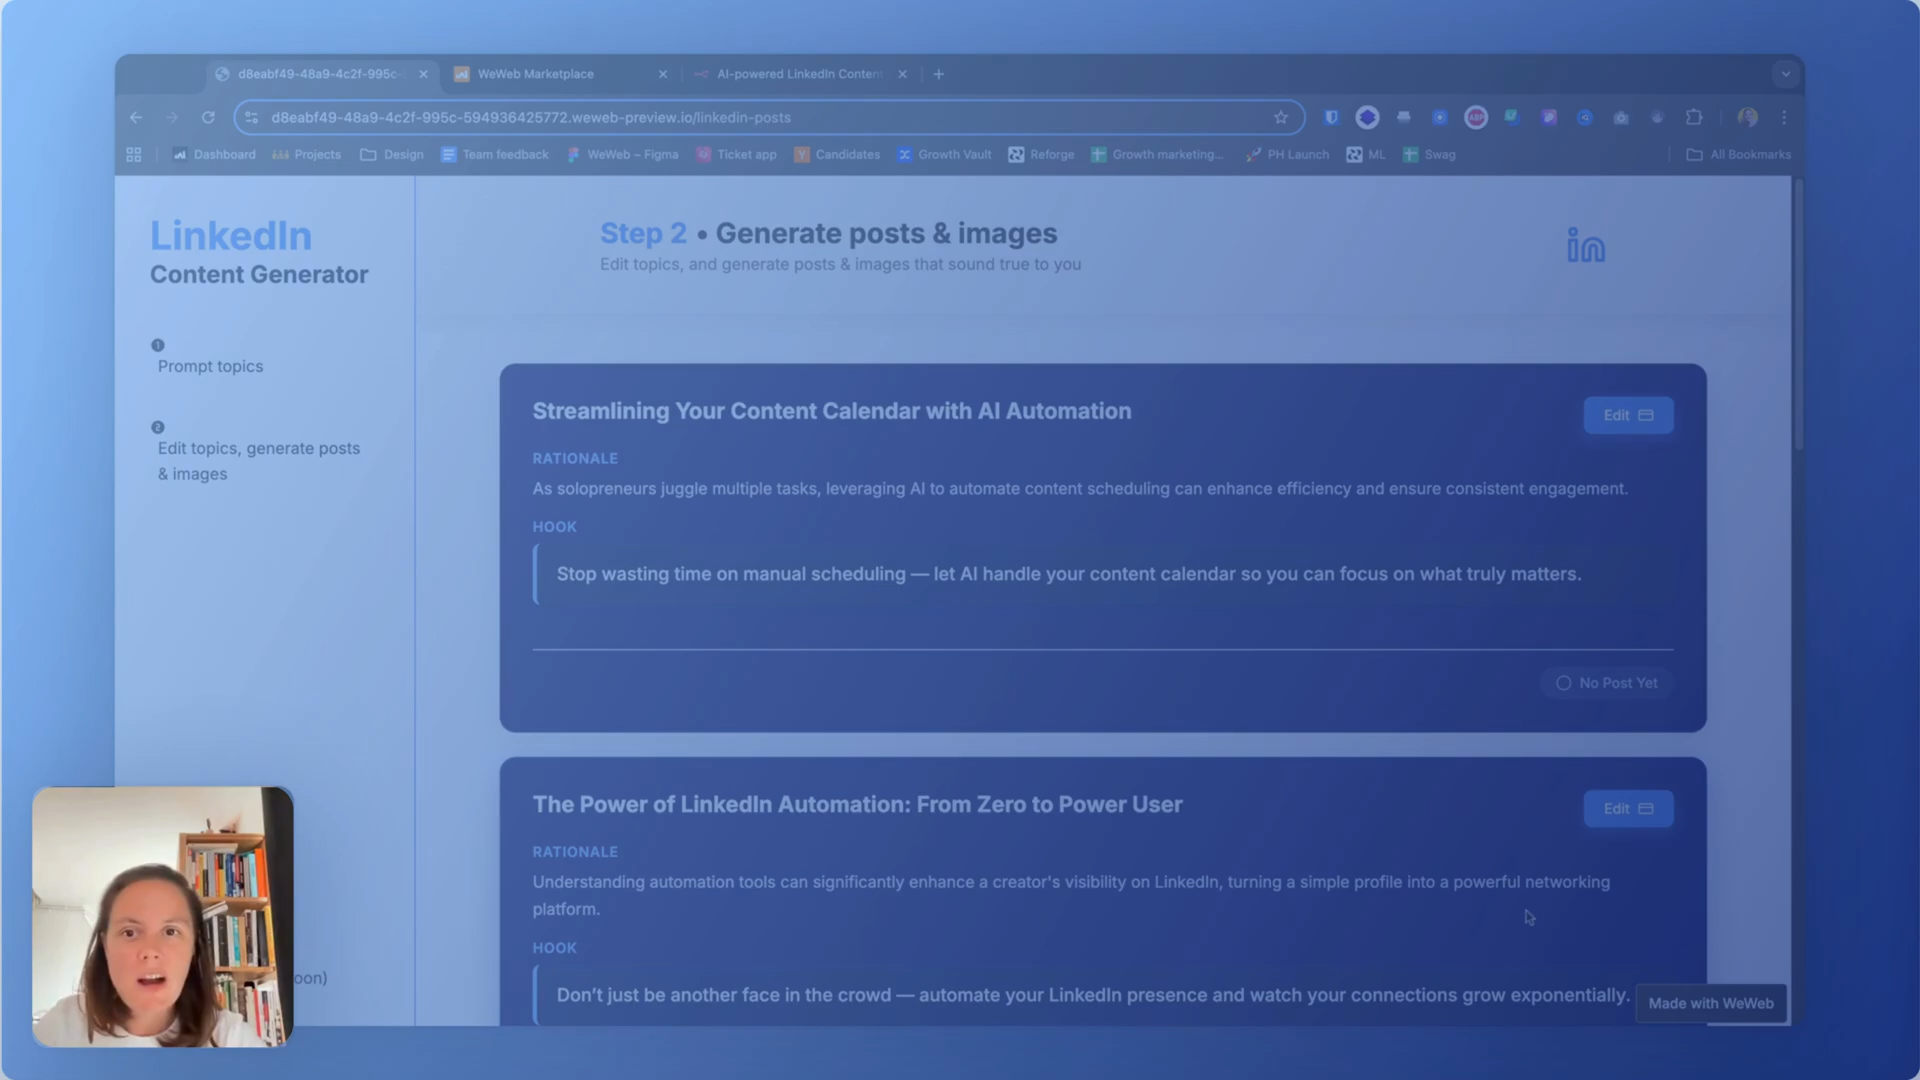 d8eabf49-48a9-4c2f-995c-
WeWeb Marketplace
AI-powered LinkedIn Content
d8eabf49-48a9-4c2f-995c-594936425772.weweb-preview.io/linkedin-posts
ABP
Dashboard
Projects
Design
Team feedback
WeWeb – Figma
Ticket app
Candidates
Growth Vault
Reforge
Growth marketing...
PH Launch
ML
Swag
All Bookmarks
LinkedIn
Content Generator
1
Prompt topics
2
Edit topics, generate posts
& images
oon)
Step 2 • Generate posts & images
Edit topics, and generate posts & images that sound true to you
in
Streamlining Your Content Calendar with AI Automation
Edit
RATIONALE
As solopreneurs juggle multiple tasks, leveraging AI to automate content scheduling can enhance efficiency and ensure consistent engagement.
HOOK
Stop wasting time on manual scheduling — let AI handle your content calendar so you can focus on what truly matters.
No Post Yet
The Power of LinkedIn Automation: From Zero to Power User
Edit
RATIONALE
Understanding automation tools can significantly enhance a creator's visibility on LinkedIn, turning a simple profile into a powerful networking
platform.
HOOK
Don't just be another face in the crowd — automate your LinkedIn presence and watch your connections grow exponentially.
Made with WeWeb